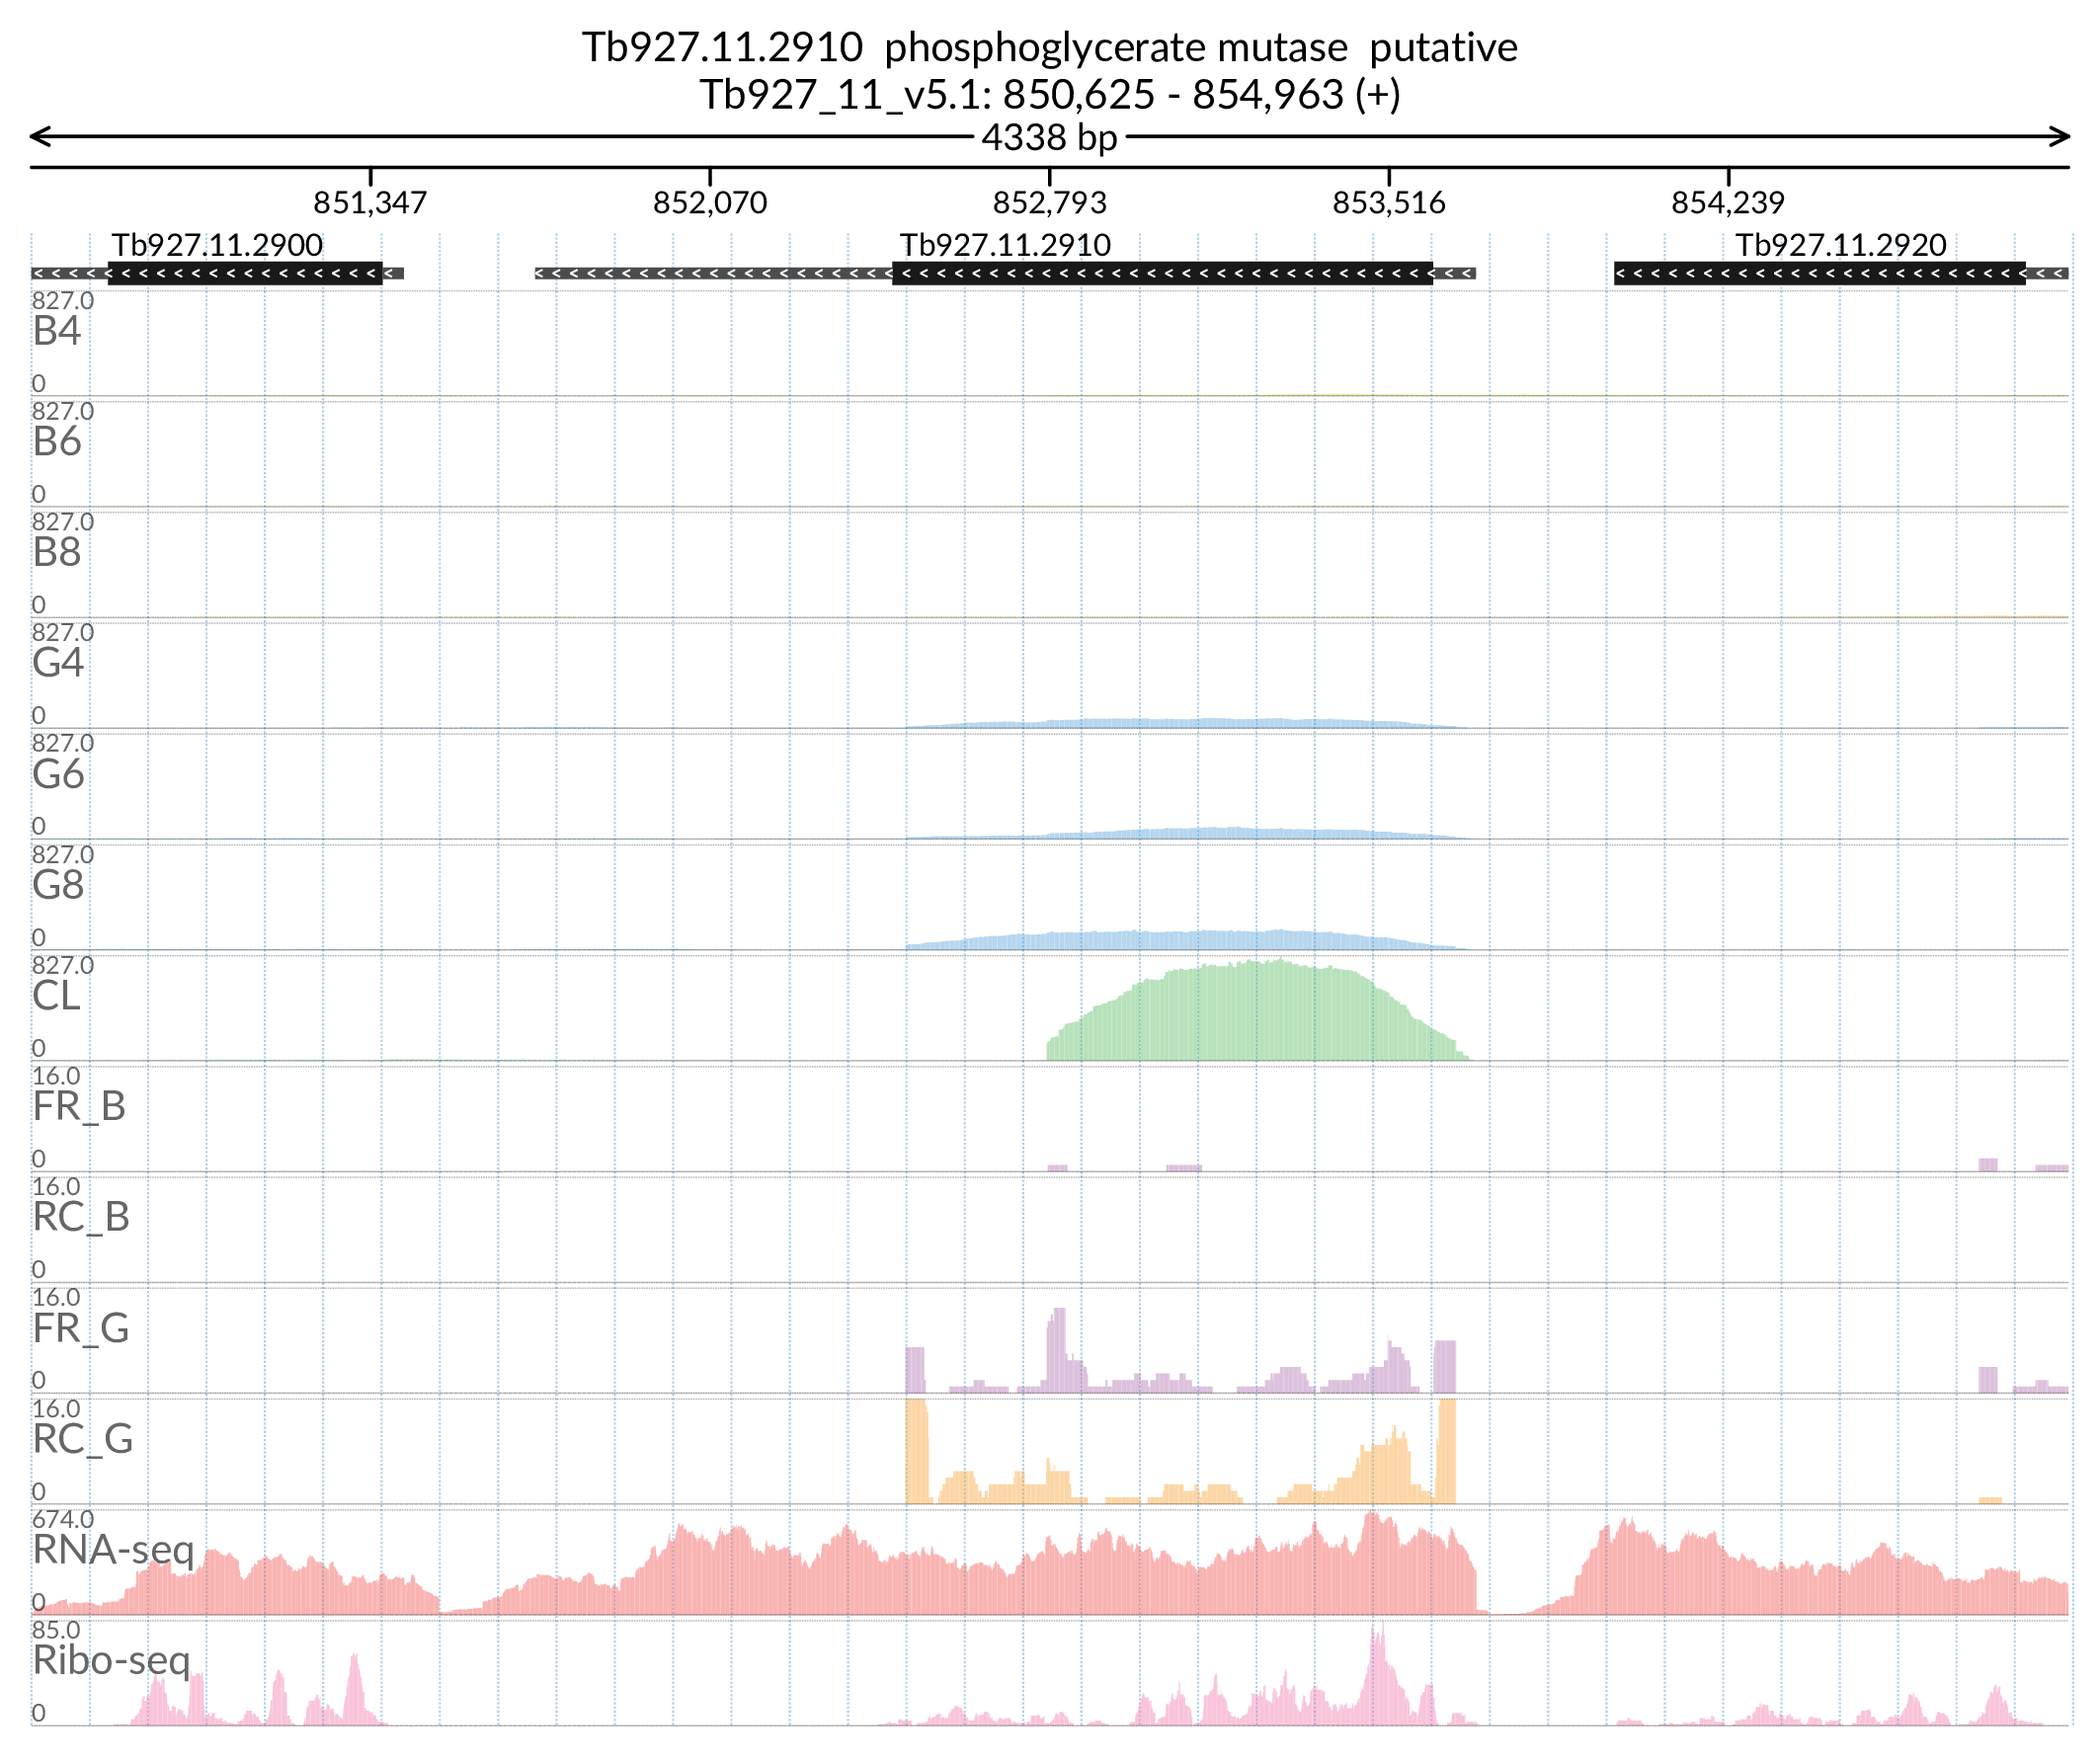 Tb927.11.2910 phosphoglycerate mutase putative
Tb927_11_v5.1: 850,625 - 854,963 (+)
4338 bp
851,347 852,070 852,793 853,516 854,239
Tb927.11.2900 Tb927.11.2910 Tb927.11.2920
827.0
B4
0
827.0
B6
0
827.0
B8
0
827.0
G4
0
827.0
G6
0
827.0
G8
0
827.0
CL
0
16.0
FR_B
0
16.0
RC_B
0
16.0
FR_G
0
16.0
RC_G
0
674.0
RNA-seq
0
85.0
Ribo-seq
0